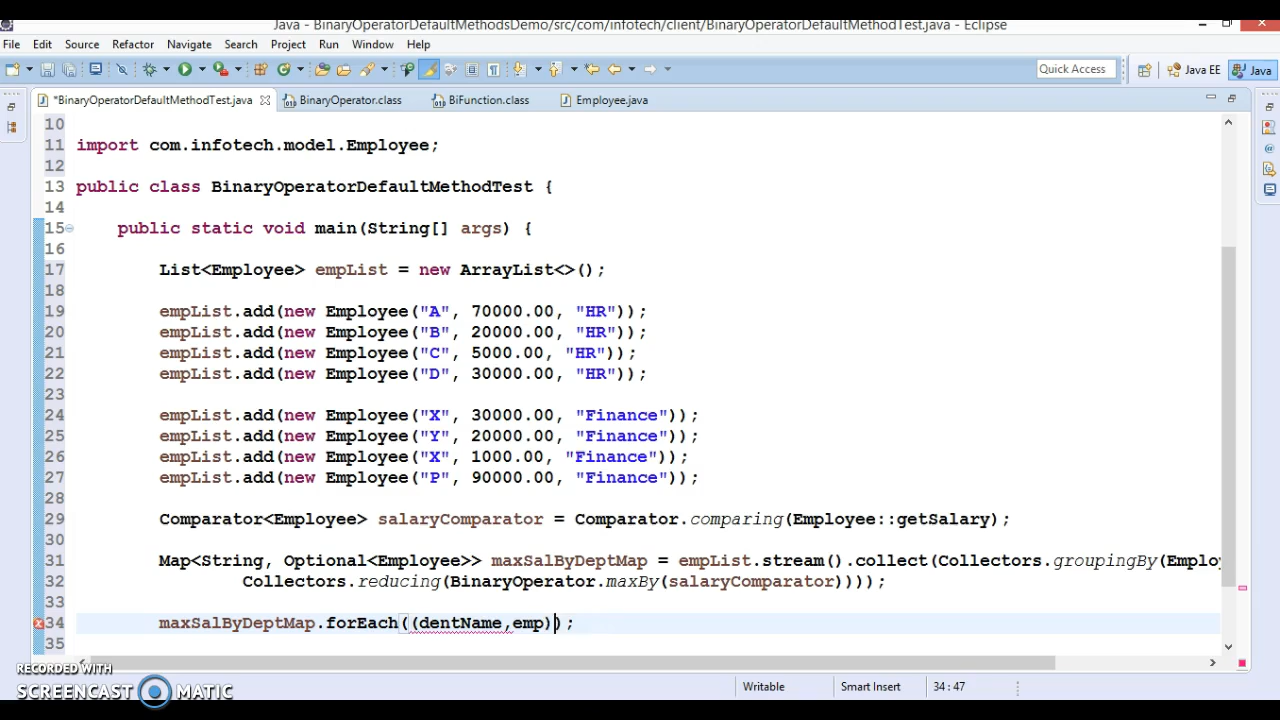 Java - BinaryOperatorDefaultMethodsDemo/src/com/infotech/client/BinaryOperatorDefaultMethodTest.java - Eclipse
File Edit Source Refactor Navigate Search Project Run Window Help
Quick Access Java EE Java
*BinaryOperatorDefaultMethodTest.java BinaryOperator.class BiFunction.class Employee.java
10
11 import com.infotech.model.Employee;
12
13 public class BinaryOperatorDefaultMethodTest {
14
15 public static void main(String[] args) {
16
17 List<Employee> empList = new ArrayList<>();
18
19 empList.add(new Employee("A", 70000.00, "HR"));
20 empList.add(new Employee("B", 20000.00, "HR"));
21 empList.add(new Employee("C", 5000.00, "HR"));
22 empList.add(new Employee("D", 30000.00, "HR"));
23
24 empList.add(new Employee("X", 30000.00, "Finance"));
25 empList.add(new Employee("Y", 20000.00, "Finance"));
26 empList.add(new Employee("X", 1000.00, "Finance"));
27 empList.add(new Employee("P", 90000.00, "Finance"));
28
29 Comparator<Employee> salaryComparator = Comparator.comparing(Employee::getSalary);
30
31 Map<String, Optional<Employee>> maxSalByDeptMap = empList.stream().collect(Collectors.groupingBy(Employ
32 Collectors.reducing(BinaryOperator.maxBy(salaryComparator))));
33
34 maxSalByDeptMap.forEach((dentName,emp));
35
RECORDED WITH
SCREENCAST MATIC
Writable Smart Insert 34 : 47